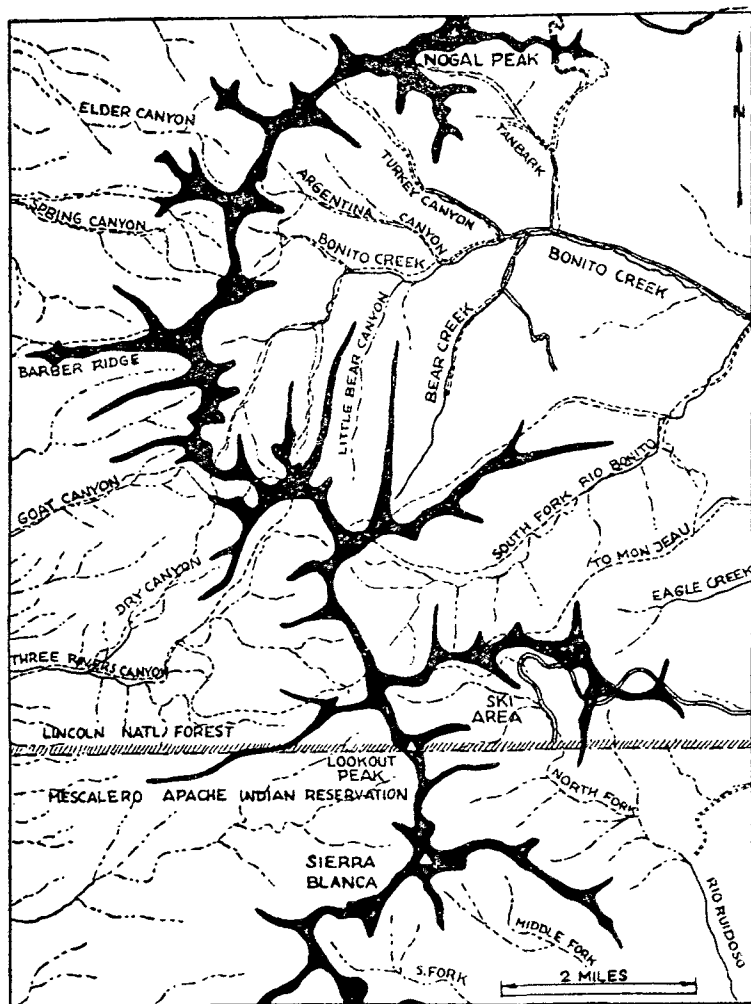 NOGAL PEAK
N
ELDER CANYON
TANBARK
TURKEY CANYON
ARGENTINA CANYON
SPRING CANYON
BONITO CREEK
BONITO CREEK
LITTLE BEAR CANYON
BEAR CREEK
BARBER RIDGE
GOAT CANYON
SOUTH FORK RIO BONITO
TO MON JEAU
DRY CANYON
EAGLE CREEK
THREE RIVERS CANYON
SKI
AREA
LINCOLN NATL. FOREST
LOOKOUT
PEAK
MESCALERO APACHE INDIAN RESERVATION
NORTH FORK
SIERRA
BLANCA
MIDDLE FORK
RIO RUIDOSO
S. FORK
2 MILES